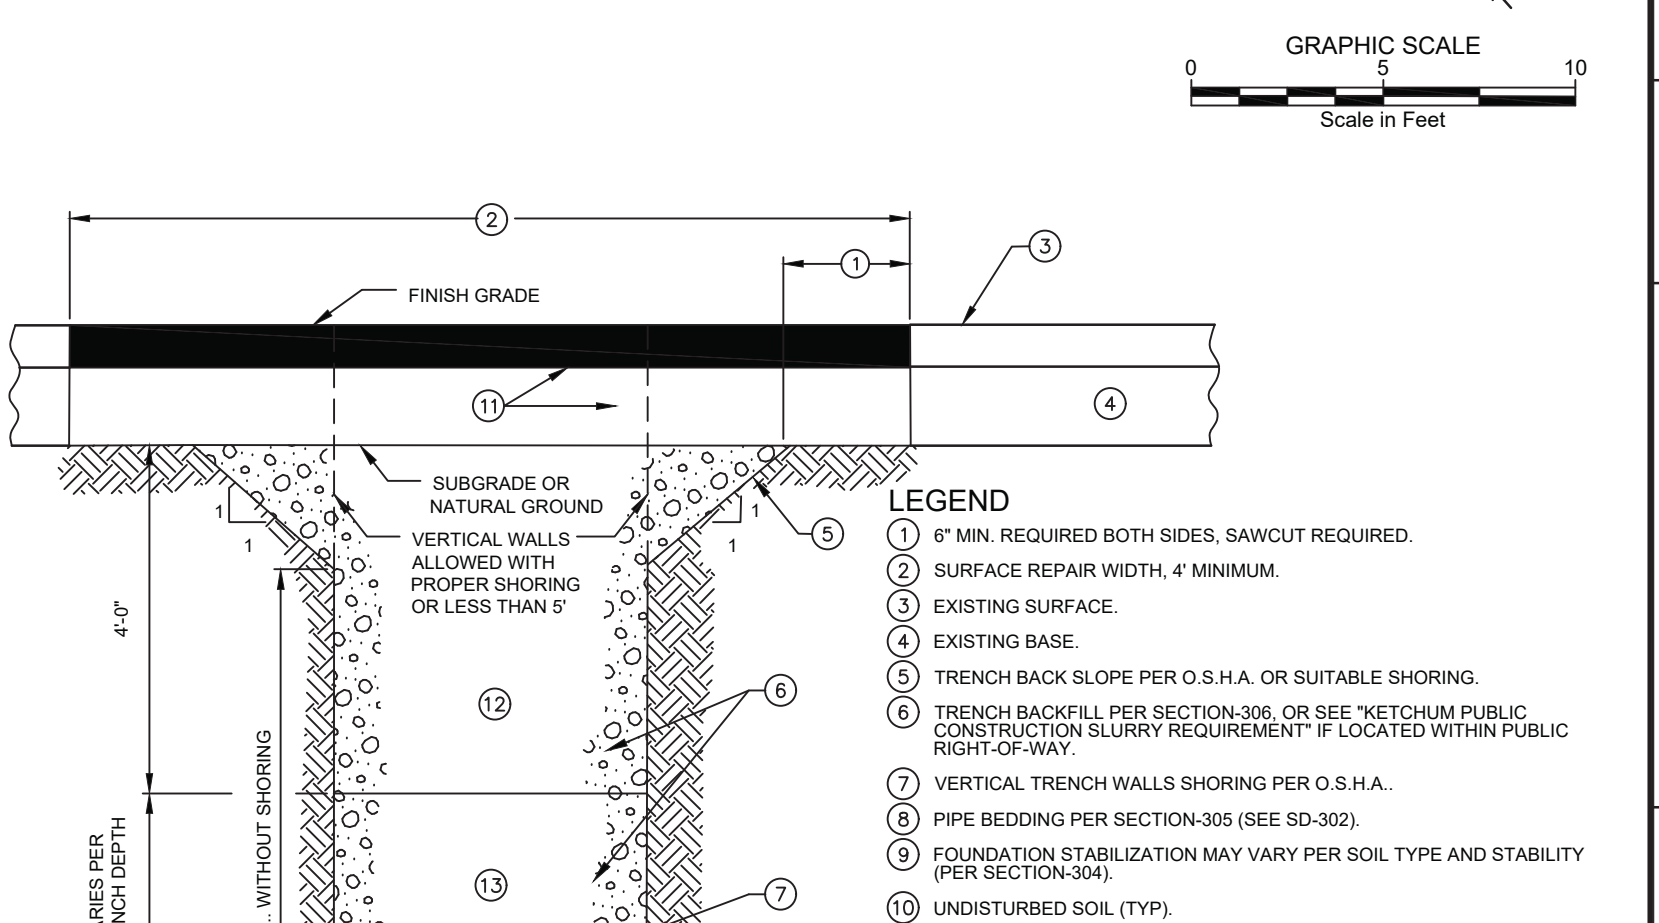 GRAPHIC SCALE
0 5 10
Scale in Feet
2
1
3
FINISH GRADE
11
4
SUBGRADE OR
NATURAL GROUND
1
1
1
1
5
VERTICAL WALLS
ALLOWED WITH
PROPER SHORING
OR LESS THAN 5'
4'-0"
6
12
WITHOUT SHORING
13
7
LEGEND
1 6" MIN. REQUIRED BOTH SIDES, SAWCUT REQUIRED.
2 SURFACE REPAIR WIDTH, 4' MINIMUM.
3 EXISTING SURFACE.
4 EXISTING BASE.
5 TRENCH BACK SLOPE PER O.S.H.A. OR SUITABLE SHORING.
6 TRENCH BACKFILL PER SECTION-306, OR SEE "KETCHUM PUBLIC
CONSTRUCTION SLURRY REQUIREMENT" IF LOCATED WITHIN PUBLIC
RIGHT-OF-WAY.
7 VERTICAL TRENCH WALLS SHORING PER O.S.H.A..
8 PIPE BEDDING PER SECTION-305 (SEE SD-302).
9 FOUNDATION STABILIZATION MAY VARY PER SOIL TYPE AND STABILITY
(PER SECTION-304).
10 UNDISTURBED SOIL (TYP).
ARIES PER
NCH DEPTH